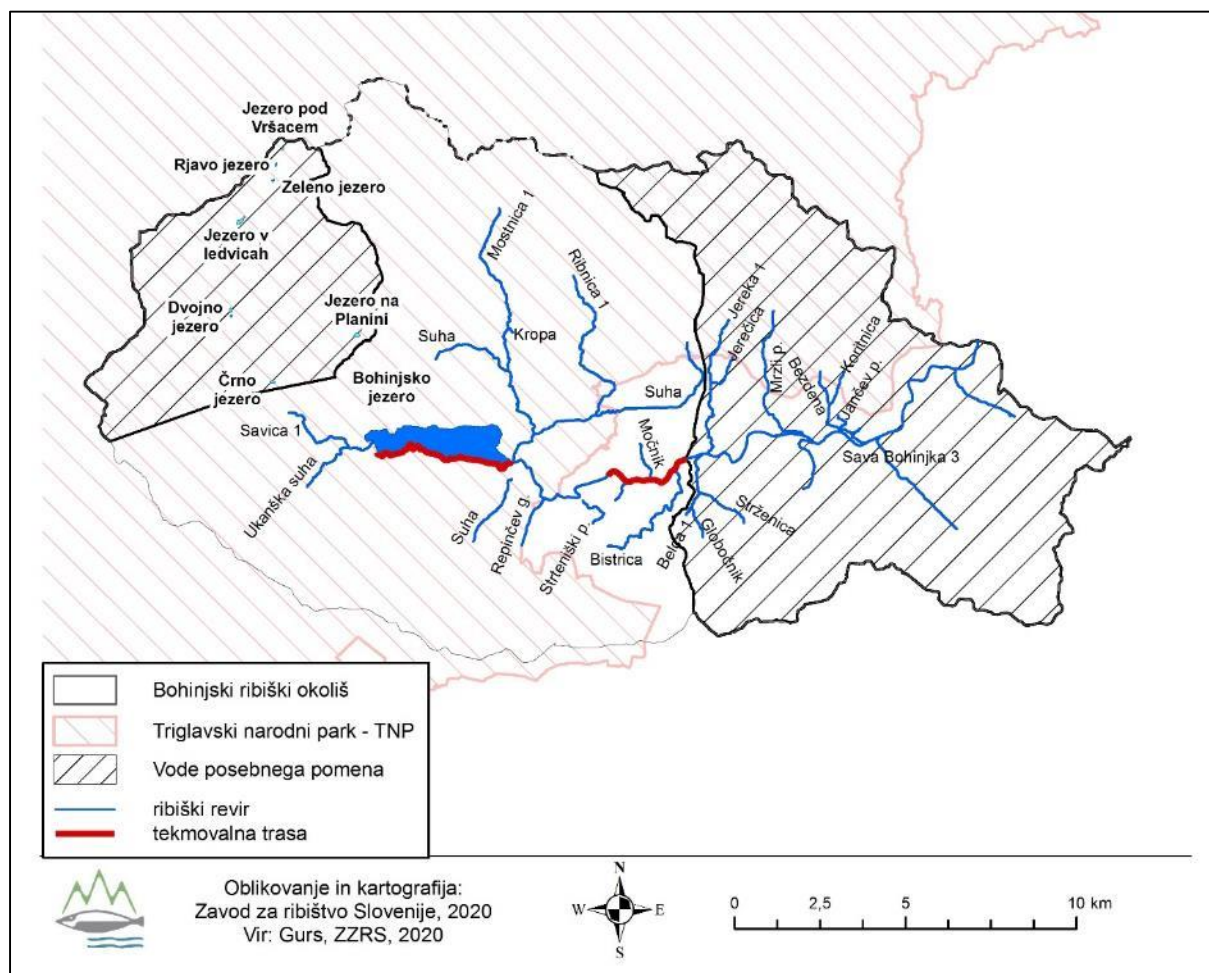 Jezero pod
Vršacem
Rjavo jezero
Zeleno jezero
Jezero v
ledvicah
Dvojno
jezero
Jezero na
Planini
Črno
jezero
Bohinjsko
jezero
Mostnica 1
Ribnica 1
Kropa
Suha
Suha
Jereka 1
Jerečica
Mrzli p.
Bezdena
Koritnica
Jančev p.
Savica 1
Ukanška suha
Močnik
Sava Bohinjka 3
Suha
Repinčev g.
Strteniški p.
Bistrica
Belca 1
Globočnik
Strženica
Bohinjski ribiški okoliš
Triglavski narodni park - TNP
Vode posebnega pomena
ribiški revir
tekmovalna trasa
Oblikovanje in kartografija:
Zavod za ribištvo Slovenije, 2020
Vir: Gurs, ZZRS, 2020
N
W E
S
0 2,5 5 10 km